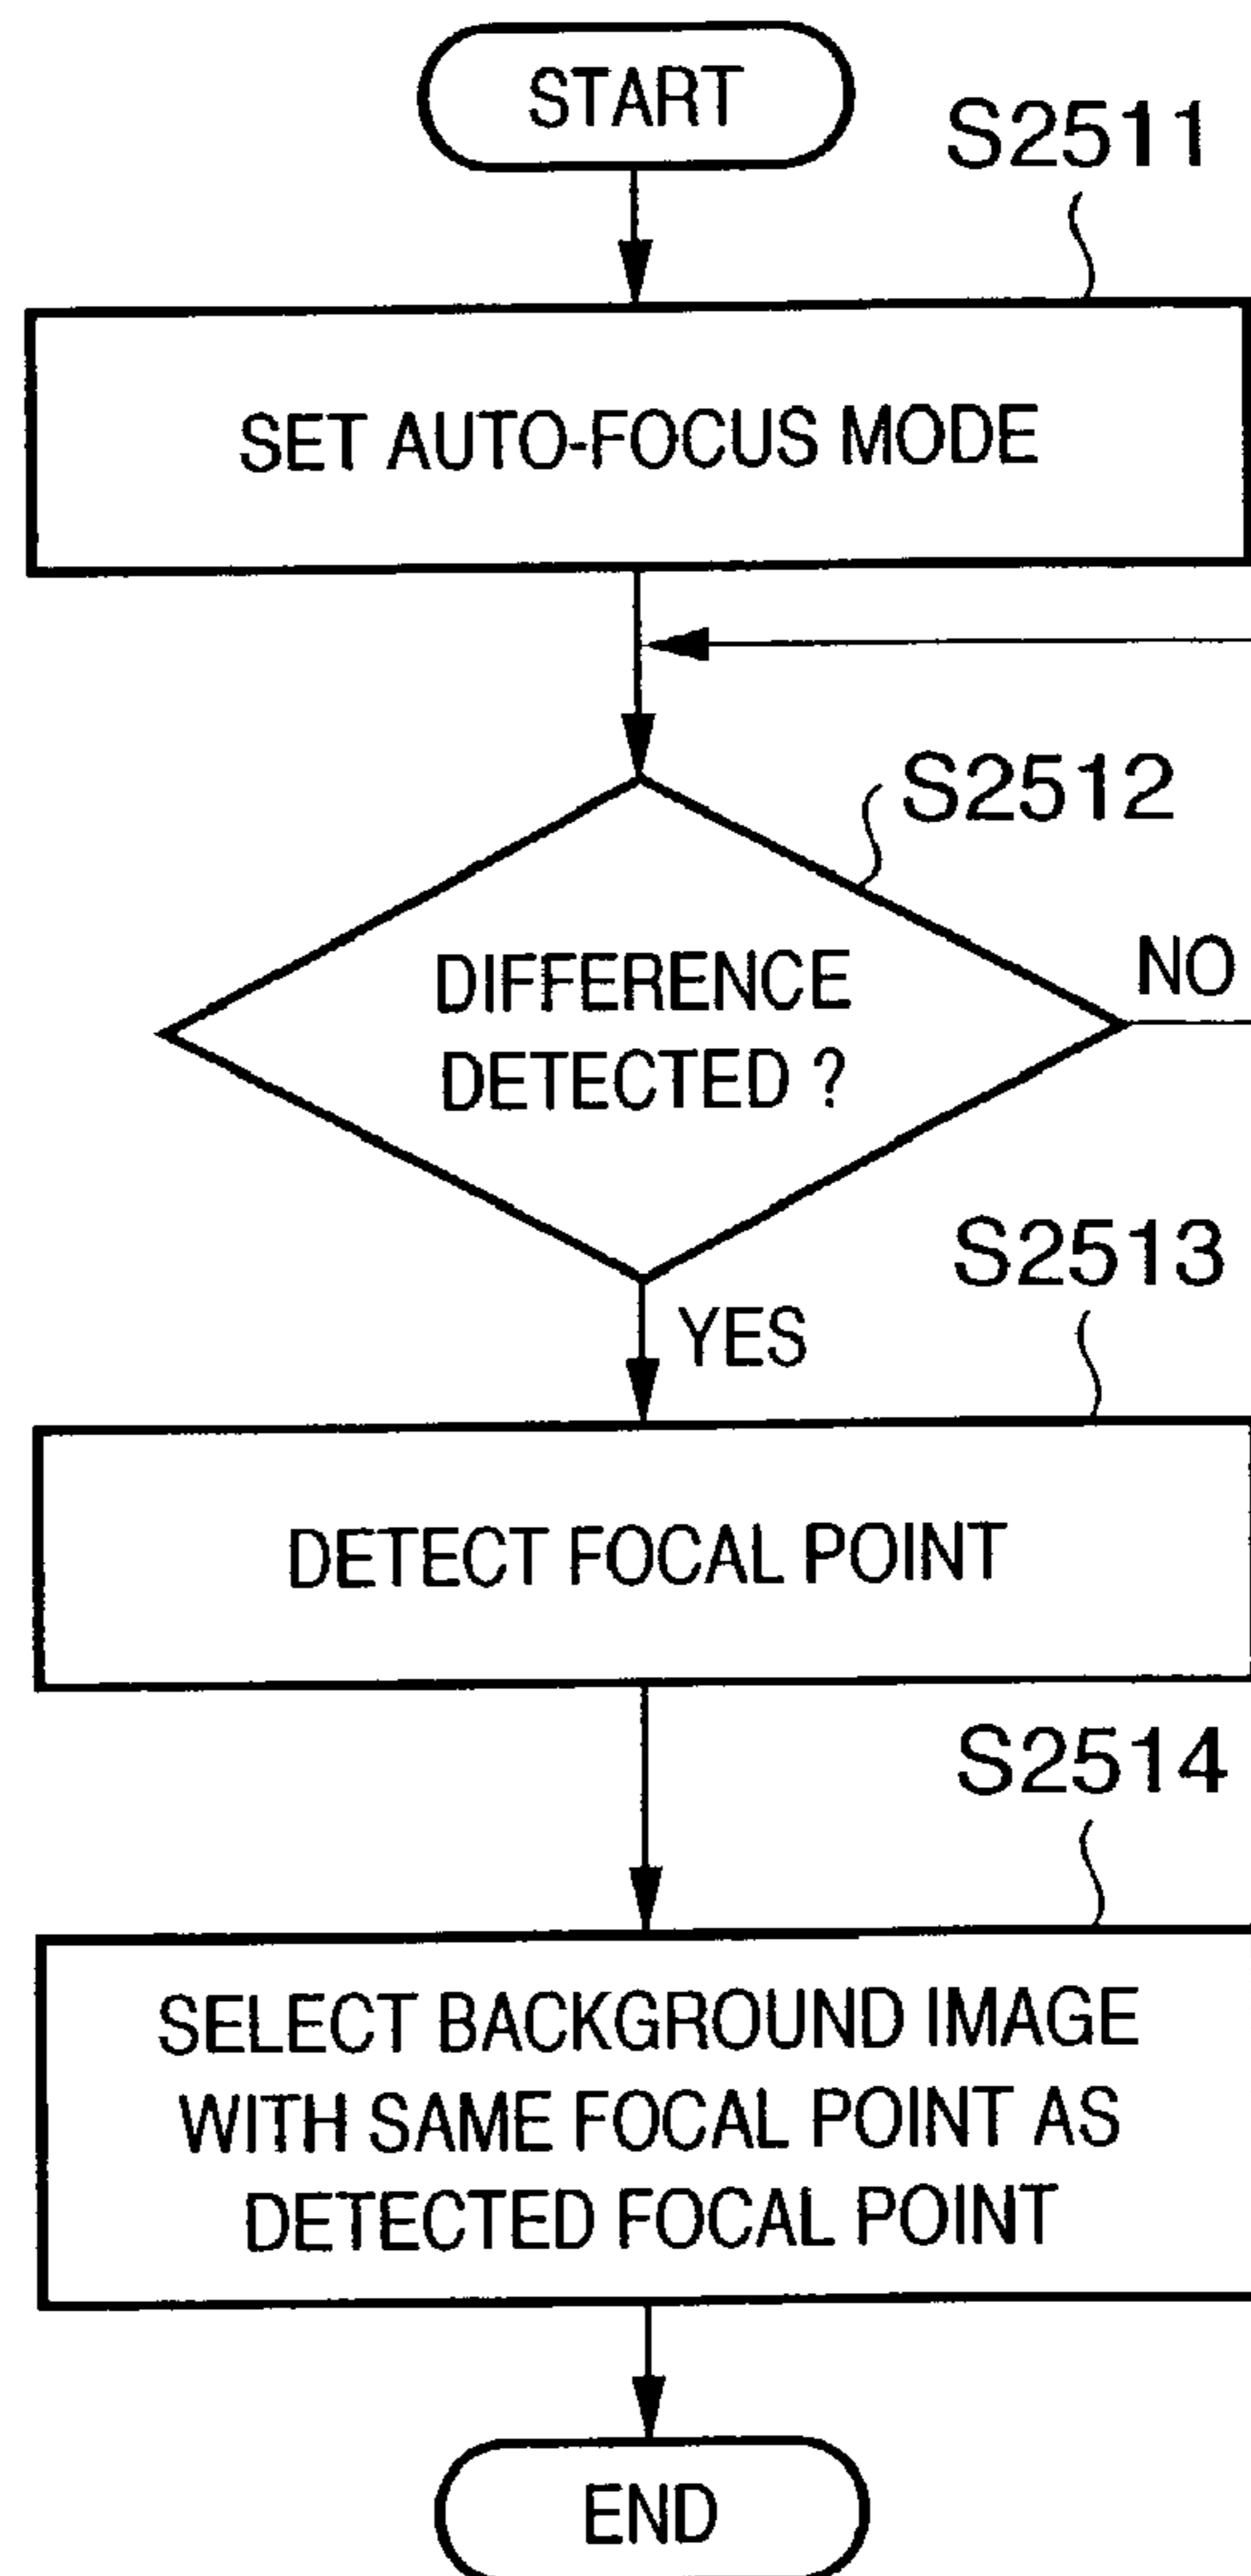 START
S2511
SET AUTO-FOCUS MODE
S2512
DIFFERENCE
DETECTED ?
NO
YES
S2513
DETECT FOCAL POINT
S2514
SELECT BACKGROUND IMAGE
WITH SAME FOCAL POINT AS
DETECTED FOCAL POINT
END